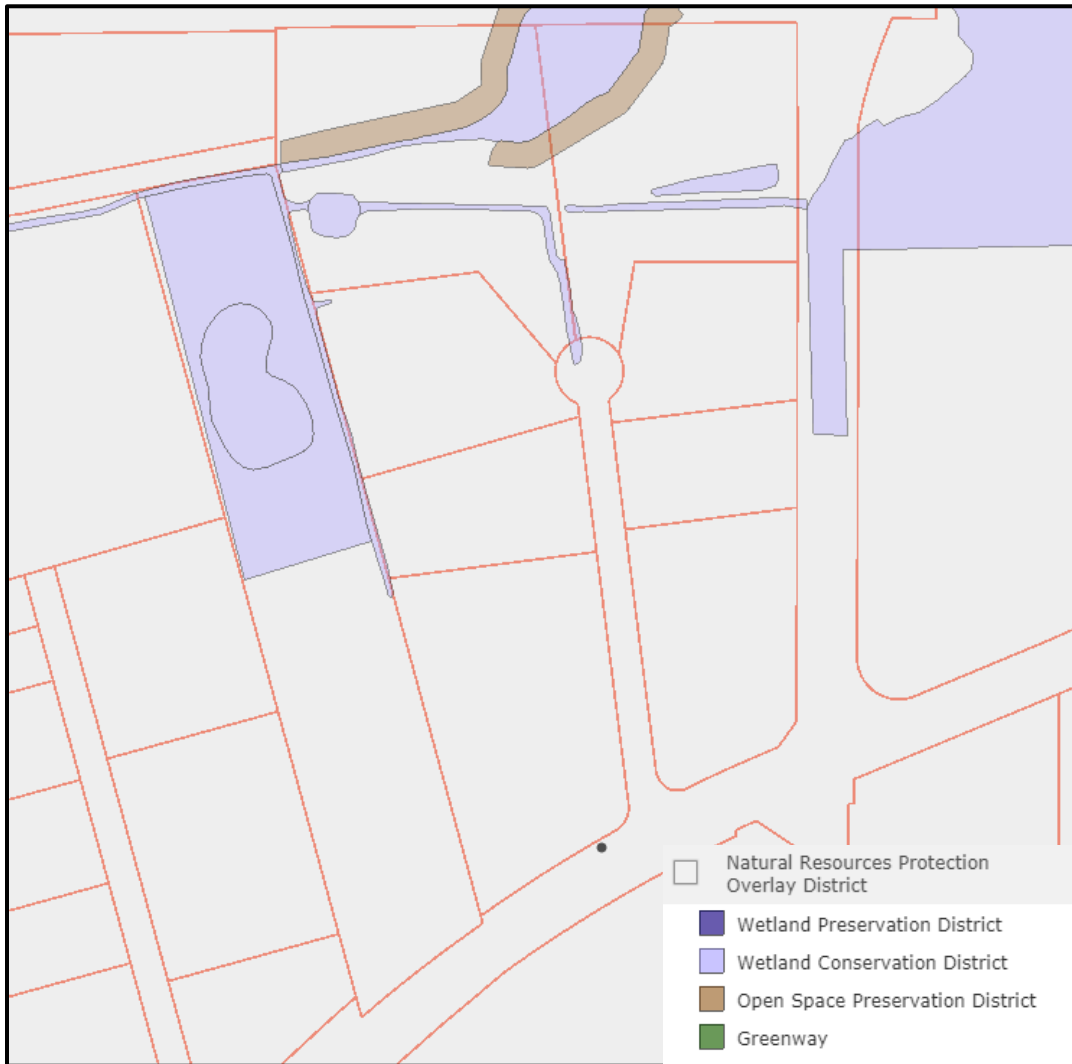 Natural Resources Protection
Overlay District
Wetland Preservation District
Wetland Conservation District
Open Space Preservation District
Greenway